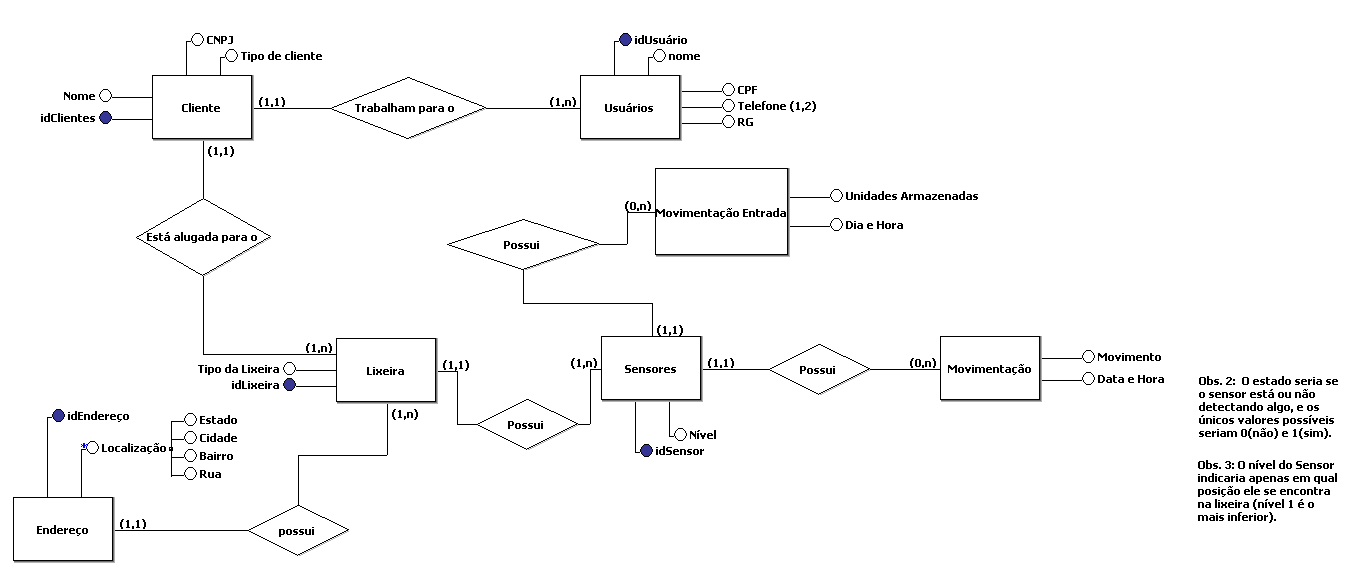 CNPJ
Tipo de cliente
Nome
idClientes
Cliente
(1,1)
Trabalham para o
(1,n)
idUsuário
nome
Usuários
CPF
Telefone (1,2)
RG
(1,1)
Está alugada para o
(1,n)
Possui
(0,n)
Movimentação Entrada
Unidades Armazenadas
Dia e Hora
(1,1)
Tipo da Lixeira
idLixeira
Lixeira
(1,1)
(1,n)
Possui
(1,n)
Sensores
(1,1)
Possui
(0,n)
Movimentação
Movimento
Data e Hora
Nível
idSensor
idEndereço
*
Localização
Estado
Cidade
Bairro
Rua
Endereço
(1,1)
possui
Obs. 2: O estado seria se
o sensor está ou não
detectando algo, e os
únicos valores possíveis
seriam 0(não) e 1(sim).
Obs. 3: O nível do Sensor
indicaria apenas em qual
posição ele se encontra
na lixeira (nível 1 é o
mais inferior).